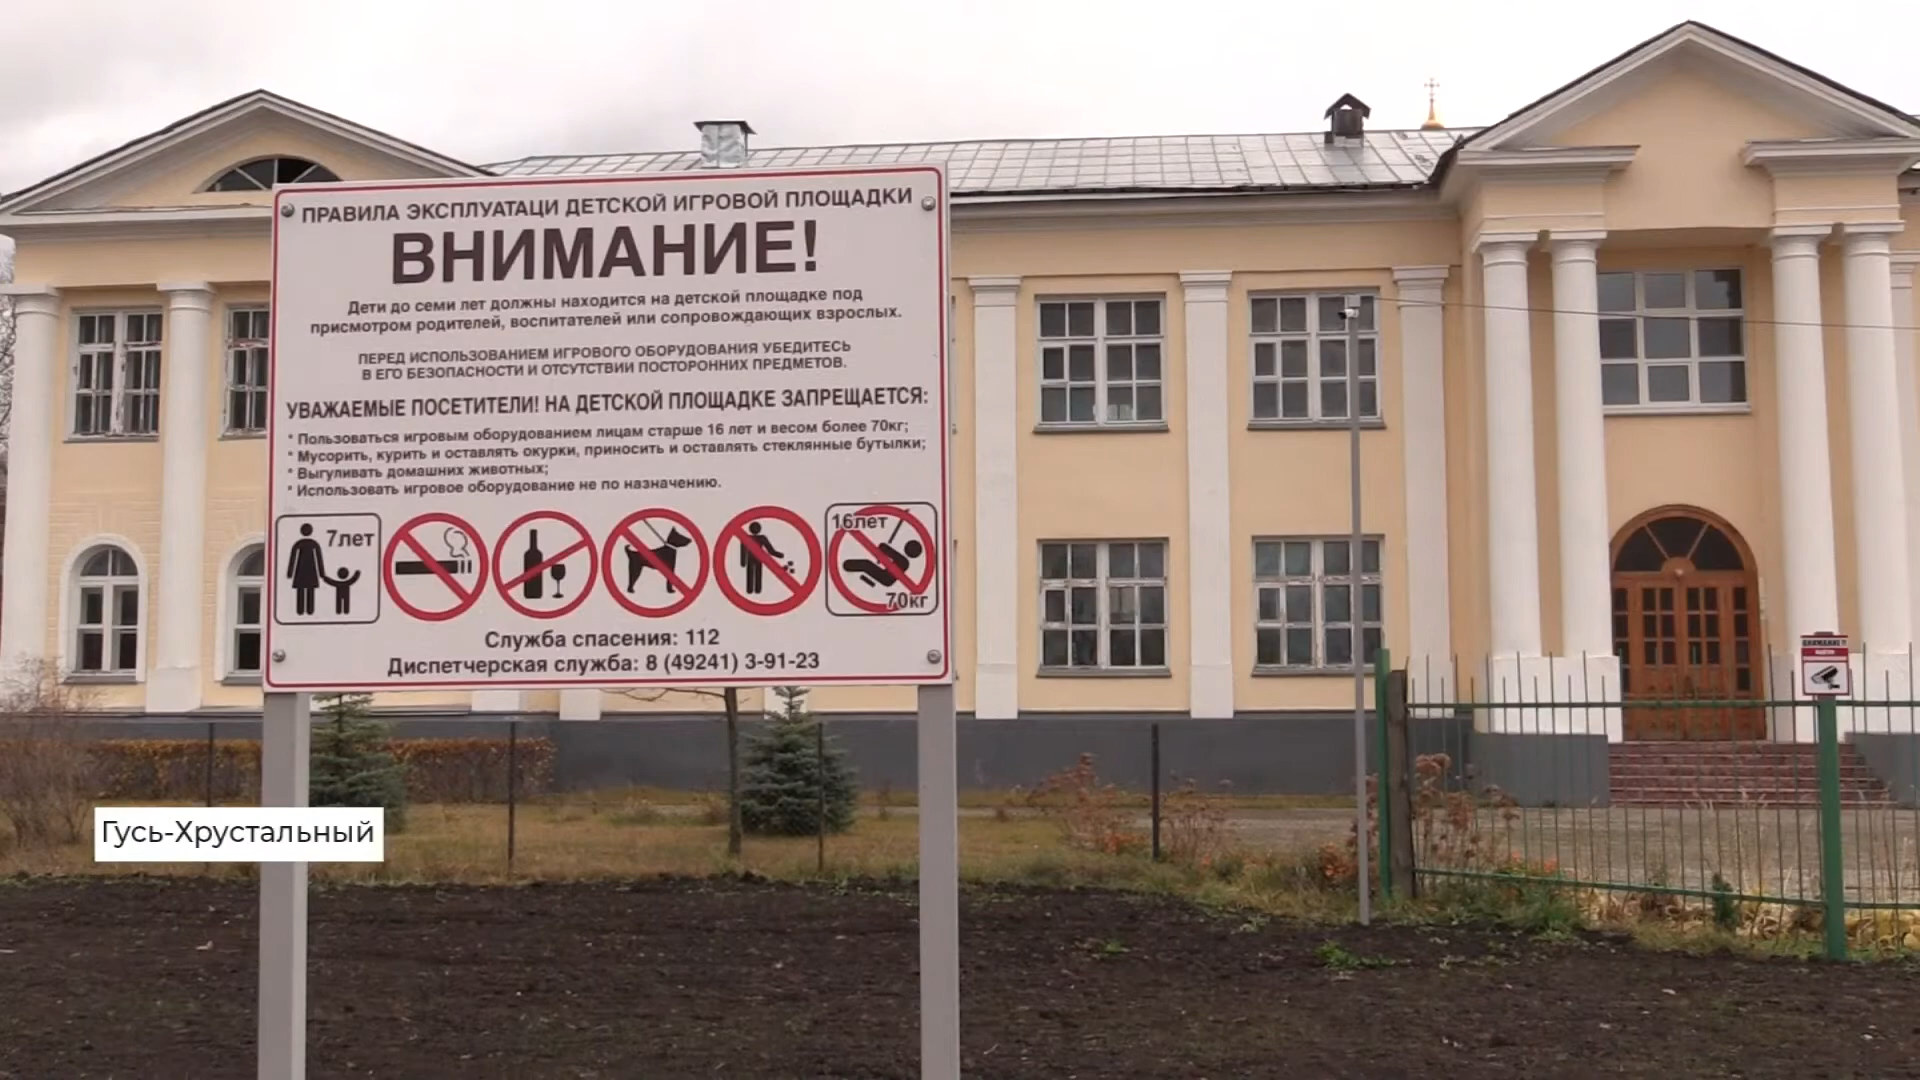 ПРАВИЛА ЭКСПЛУАТАЦИ ДЕТСКОЙ ИГРОВОЙ ПЛОЩАДКИ
ВНИМАНИЕ!
Дети до семи лет должны находится на детской площадке под
присмотром родителей, воспитателей или сопровождающих взрослых.
ПЕРЕД ИСПОЛЬЗОВАНИЕМ ИГРОВОГО ОБОРУДОВАНИЯ УБЕДИТЕСЬ
В ЕГО БЕЗОПАСНОСТИ И ОТСУТСТВИИ ПОСТОРОННИХ ПРЕДМЕТОВ.
УВАЖАЕМЫЕ ПОСЕТИТЕЛИ! НА ДЕТСКОЙ ПЛОЩАДКЕ ЗАПРЕЩАЕТСЯ:
* Пользоваться игровым оборудованием лицам старше 16 лет и весом более 70кг;
* Мусорить, курить и оставлять окурки, приносить и оставлять стеклянные бутылки;
* Выгуливать домашних животных;
* Использовать игровое оборудование не по назначению.
7лет
16лет
70кг
Служба спасения: 112
Диспетчерская служба: 8 (49241) 3-91-23
ВНИМАНИЕ!
Гусь-Хрустальный